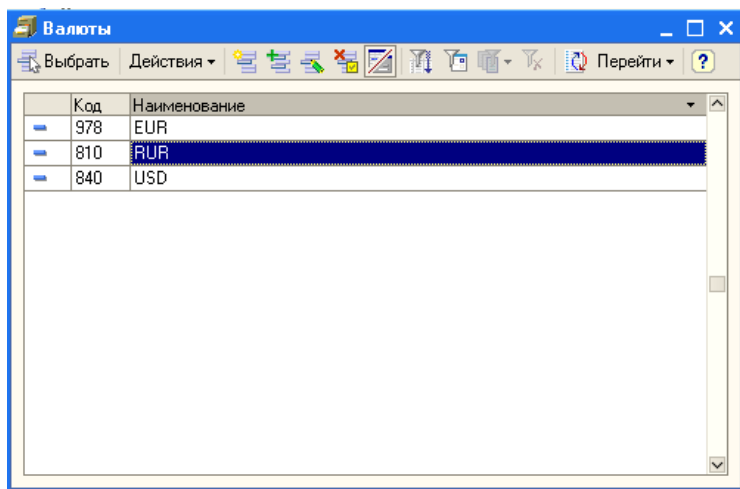 Валюты
Выбрать Действия Перейти ?
Код Наименование
978 EUR
810 RUR
840 USD